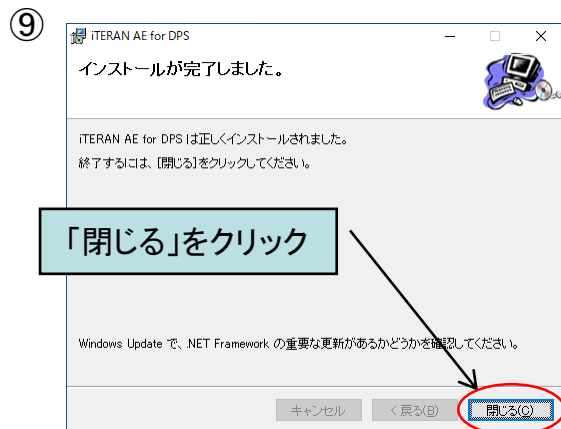 ⑨
iTERAN AE for DPS
インストールが完了しました。
iTERAN AE for DPS は正しくインストールされました。
終了するには、[閉じる]をクリックしてください。
「閉じる」をクリック
Windows Update で、.NET Framework の重要な更新があるかどうかを確認してください。
キャンセル
< 戻る(B)
閉じる(C)